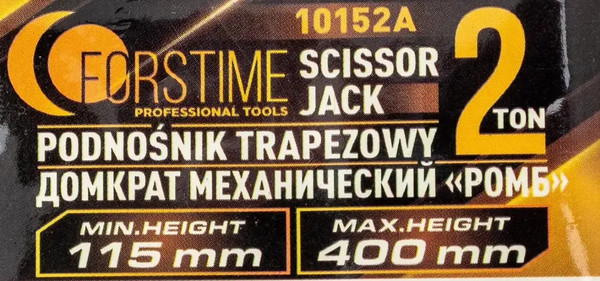 10152A
FORSTIME
PROFESSIONAL TOOLS
SCISSOR
JACK
2 TON
PODNOŚNIK TRAPEZOWY
ДОМКРАТ МЕХАНИЧЕСКИЙ «РОМБ»
MIN.HEIGHT
115 mm
MAX.HEIGHT
400 mm